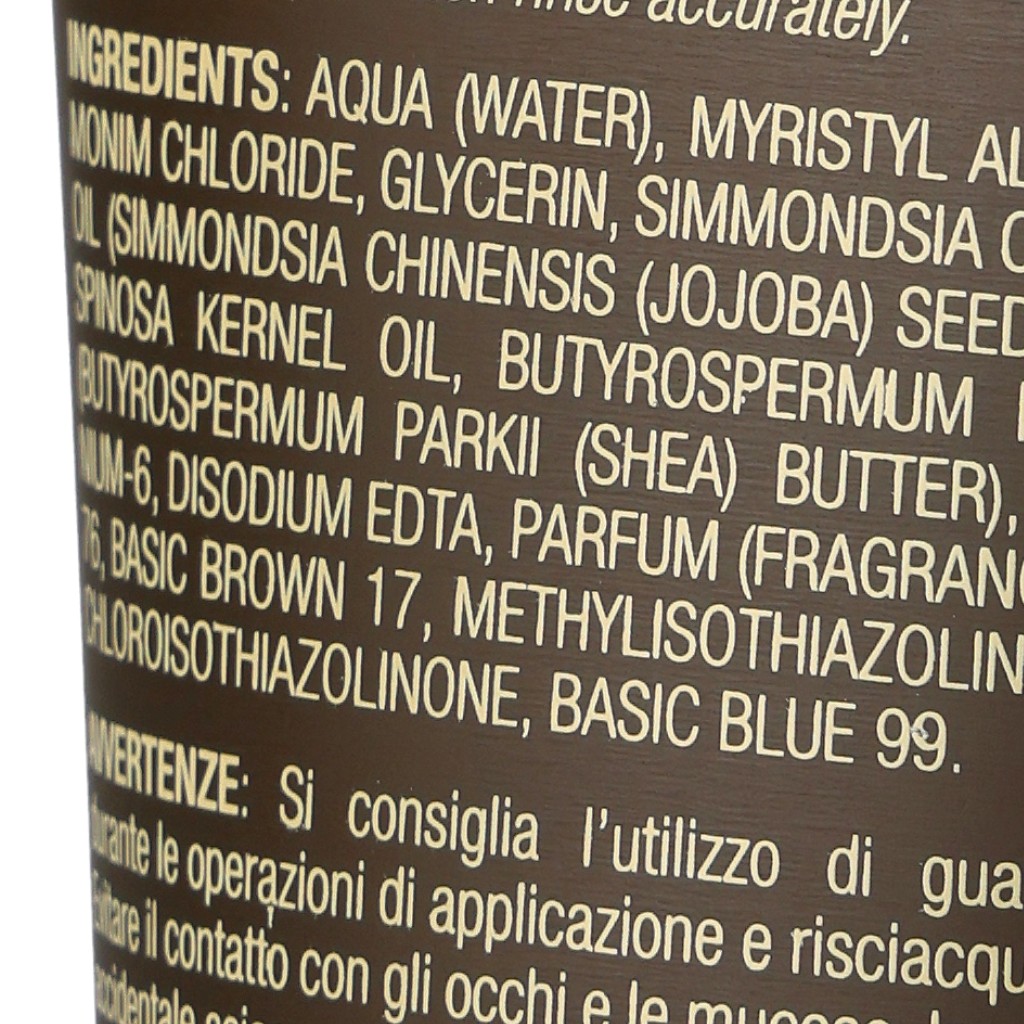 rinse accurately.
INGREDIENTS: AQUA (WATER), MYRISTYL AL
MONIM CHLORIDE, GLYCERIN, SIMMONDSIA C
OIL (SIMMONDSIA CHINENSIS (JOJOBA) SEED
SPINOSA KERNEL OIL, BUTYROSPERMUM
(BUTYROSPERMUM PARKII (SHEA) BUTTER),
NIUM-6, DISODIUM EDTA, PARFUM (FRAGRANC
76, BASIC BROWN 17, METHYLISOTHIAZOLIN
CHLOROISOTHIAZOLINONE, BASIC BLUE 99.
AVVERTENZE: Si consiglia l'utilizzo di gua
durante le operazioni di applicazione e risciacqu
Evitare il contatto con gli occhi e le mucose
accidentale